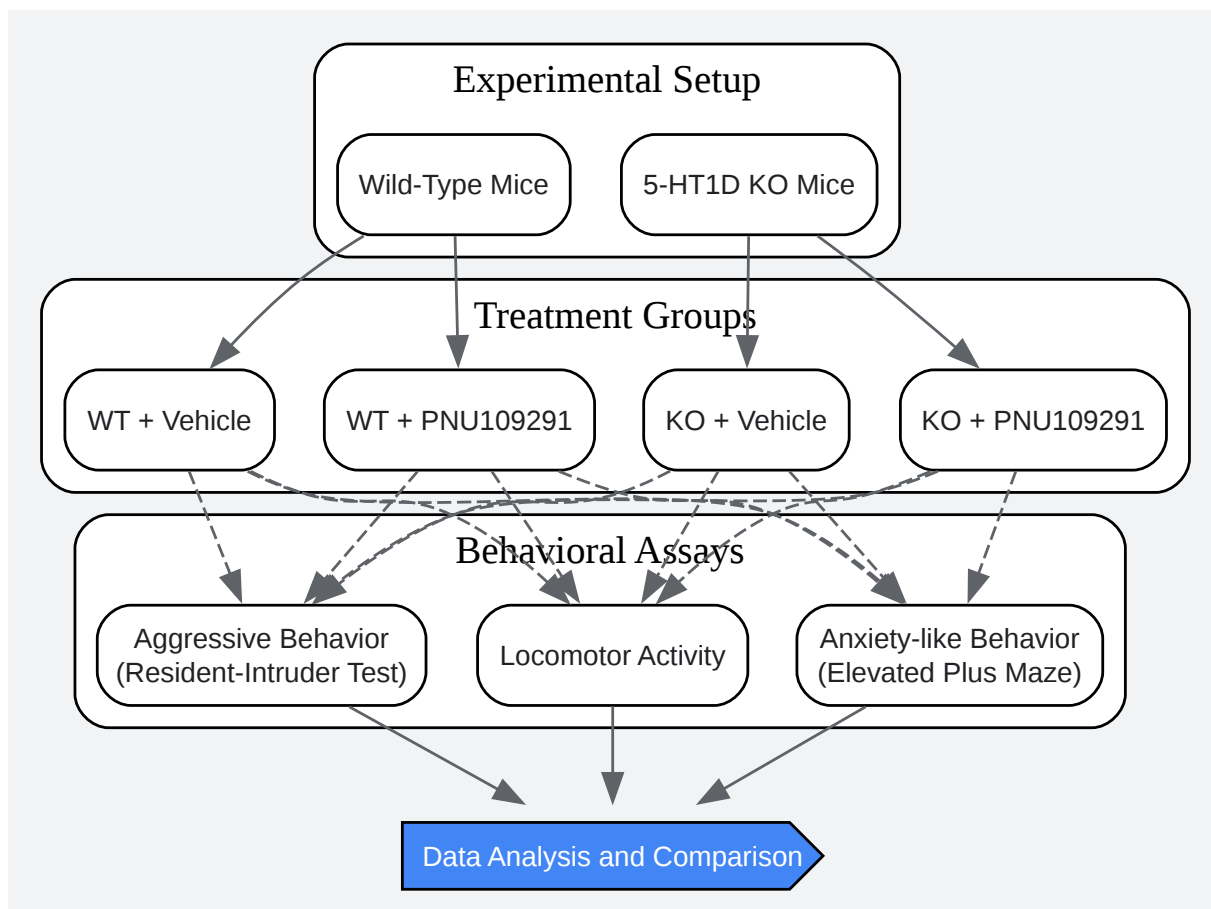 Experimental Setup
Wild-Type Mice
5-HT1D KO Mice
Treatment Groups
WT + Vehicle
WT + PNU109291
KO + Vehicle
KO + PNU109291
Behavioral Assays
Aggressive Behavior
(Resident-Intruder Test)
Locomotor Activity
Anxiety-like Behavior
(Elevated Plus Maze)
Data Analysis and Comparison